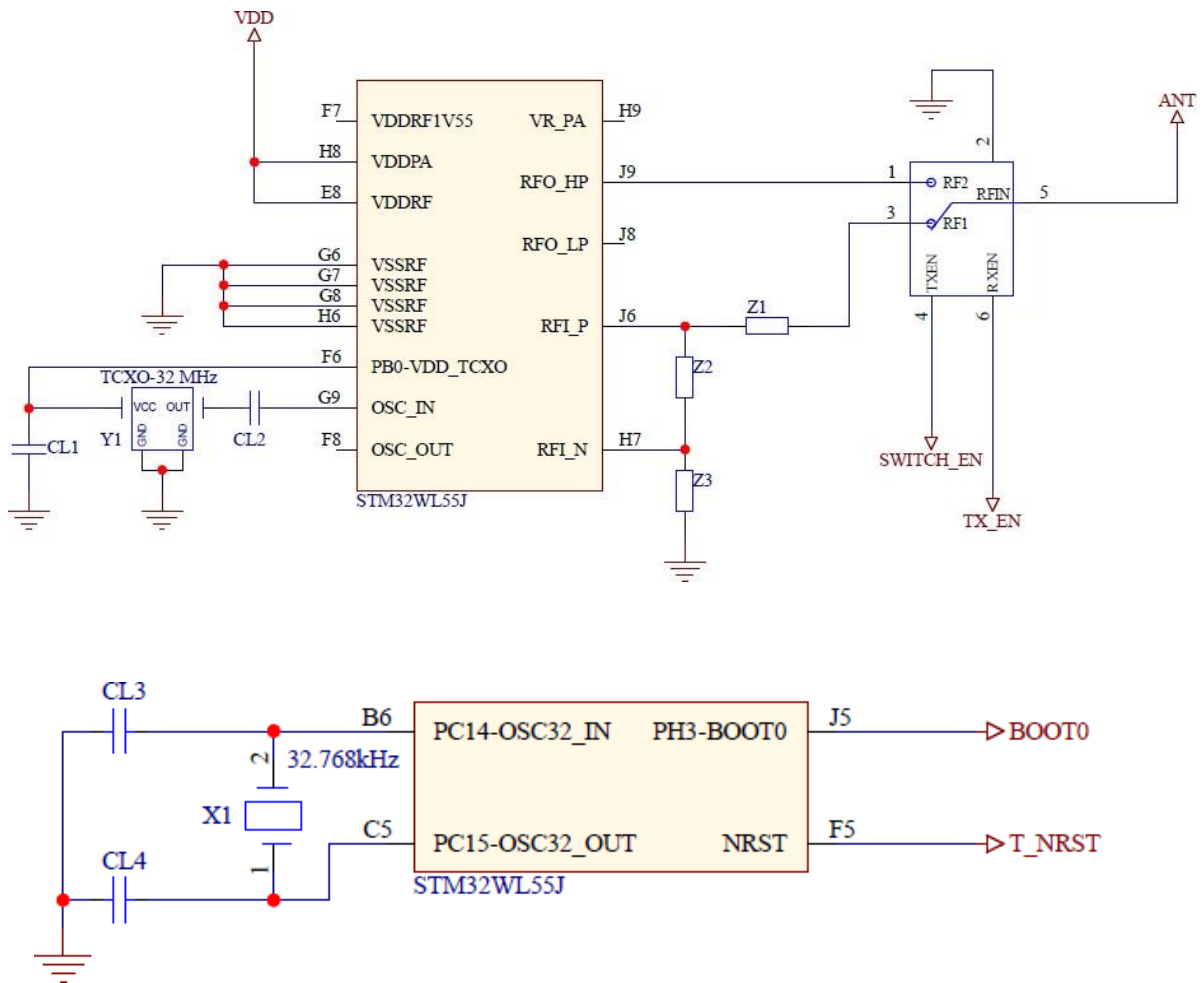 VDD
F7 VDDRF1V55 VR_PA H9
H8 VDDPA
E8 VDDRF
RFO_HP J9
RFO_LP J8
G6 VSSRF
G7 VSSRF
G8 VSSRF
H6 VSSRF
RFI_P J6
F6 PB0-VDD_TCXO
G9 OSC_IN
F8 OSC_OUT
RFI_N H7
STM32WL55J
TCXO-32 MHz
VCC OUT
GND GND
Y1
CL1
CL2
Z1
Z2
Z3
ANT
2
1 RF2
RFIN 5
3 RF1
TXEN RXEN
4 6
SWITCH_EN
TX_EN
CL3
B6 PC14-OSC32_IN PH3-BOOT0 J5 BOOT0
2 32.768kHz
X1
C5 PC15-OSC32_OUT NRST F5 T_NRST
CL4
1
STM32WL55J